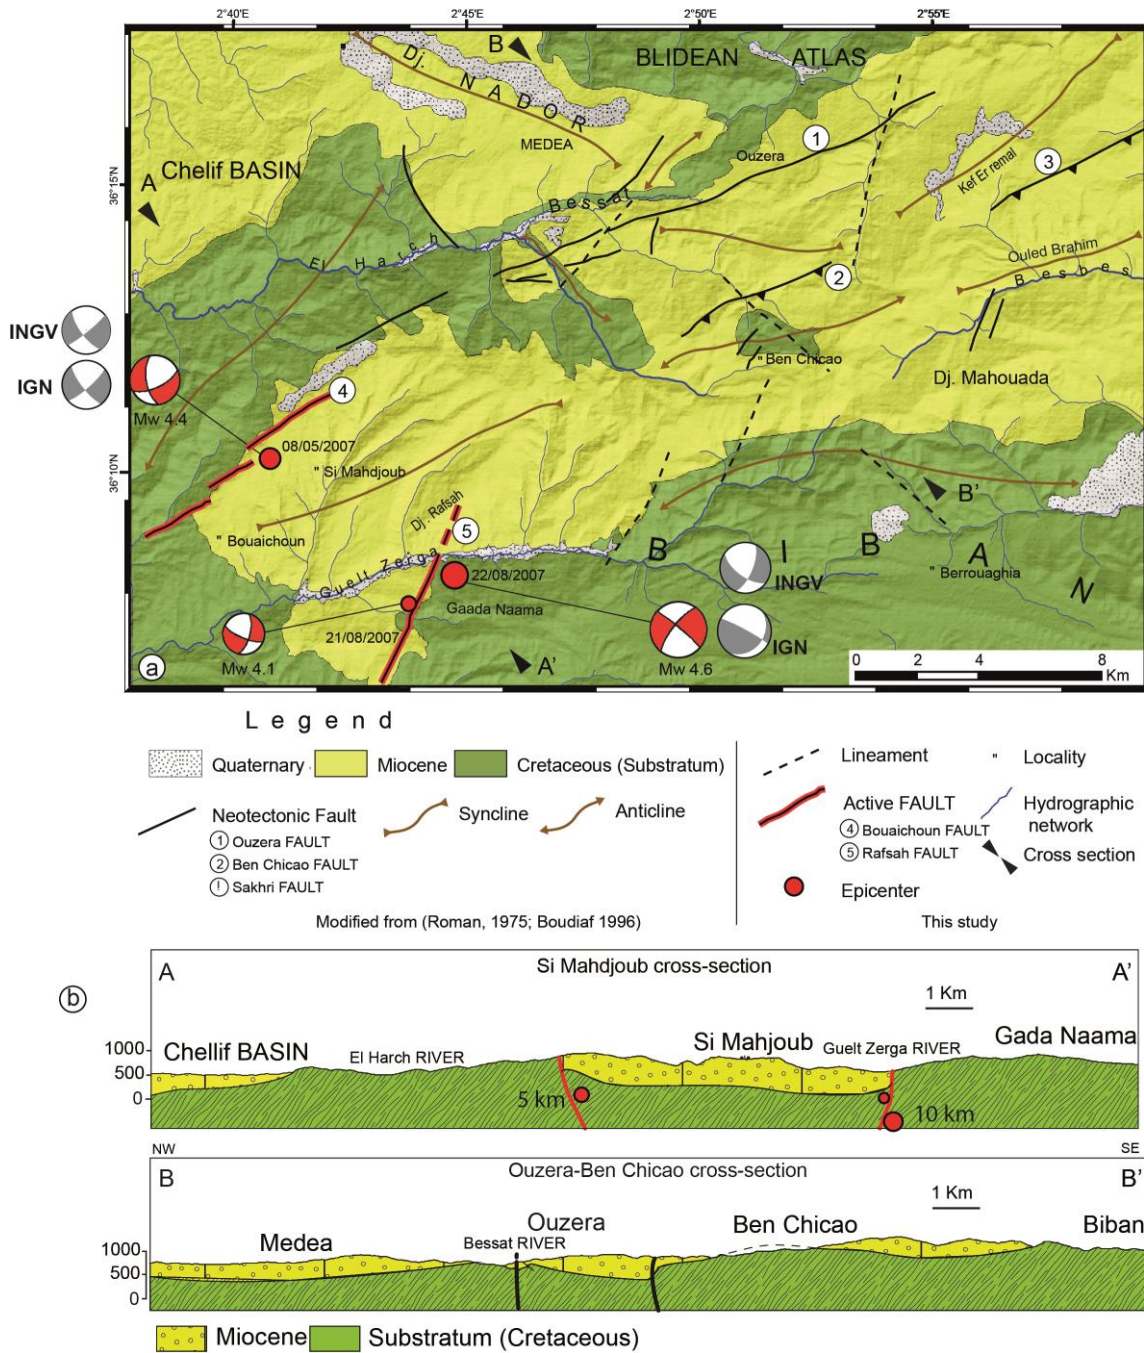 2°40' 2°45' 2°50' 2°55'
B
BLIDEAN ATLAS
Dj. NADOR
MEDEA
Ouzera
1
3
Kef Er remal
Chelif BASIN
A
36°15'N
Bessat
El Harch
Ouled Brahim
Besbes
2
" Ben Chicao
Dj. Mahouada
INGV
IGN
Mw 4.4
4
08/05/2007
" Si Mahdjoub
36°10'N
B'
Dj. Rafsah
5
" Bouaichoun
Guelt Zerga
BIBAN
INGV
" Berrouaghia
22/08/2007
Gaada Naama
21/08/2007
IGN
a
Mw 4.1
A'
Mw 4.6
0 2 4 8
Km
Legend
Quaternary Miocene Cretaceous (Substratum)
Neotectonic Fault Syncline Anticline
1 Ouzera FAULT
2 Ben Chicao FAULT
! Sakhri FAULT
Modified from (Roman, 1975; Boudiaf 1996)
Lineament " Locality
Active FAULT Hydrographic network
4 Bouaichoun FAULT
5 Rafsah FAULT
Cross section
Epicenter
This study
b
A Si Mahdjoub cross-section A'
1 Km
Chellif BASIN El Harch RIVER Si Mahjoub Guelt Zerga RIVER Gada Naama
1000
500
0
5 km 10 km
NW SE
B Ouzera-Ben Chicao cross-section B'
1 Km
Medea Bessat RIVER Ouzera Ben Chicao Biban
1000
500
0
Miocene Substratum (Cretaceous)